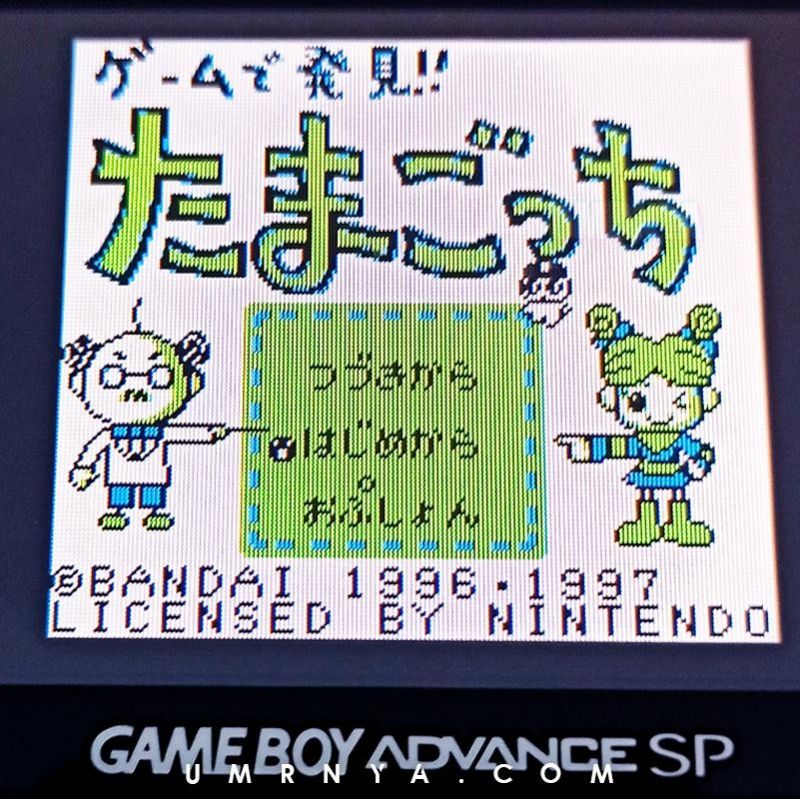 ゲームで発見!!
たまごっち
つづきから
はじめから
おぷしょん
©BANDAI 1996・1997
LICENSED BY NINTENDO
GAME BOY ADVANCE SP
UMRNYA.COM